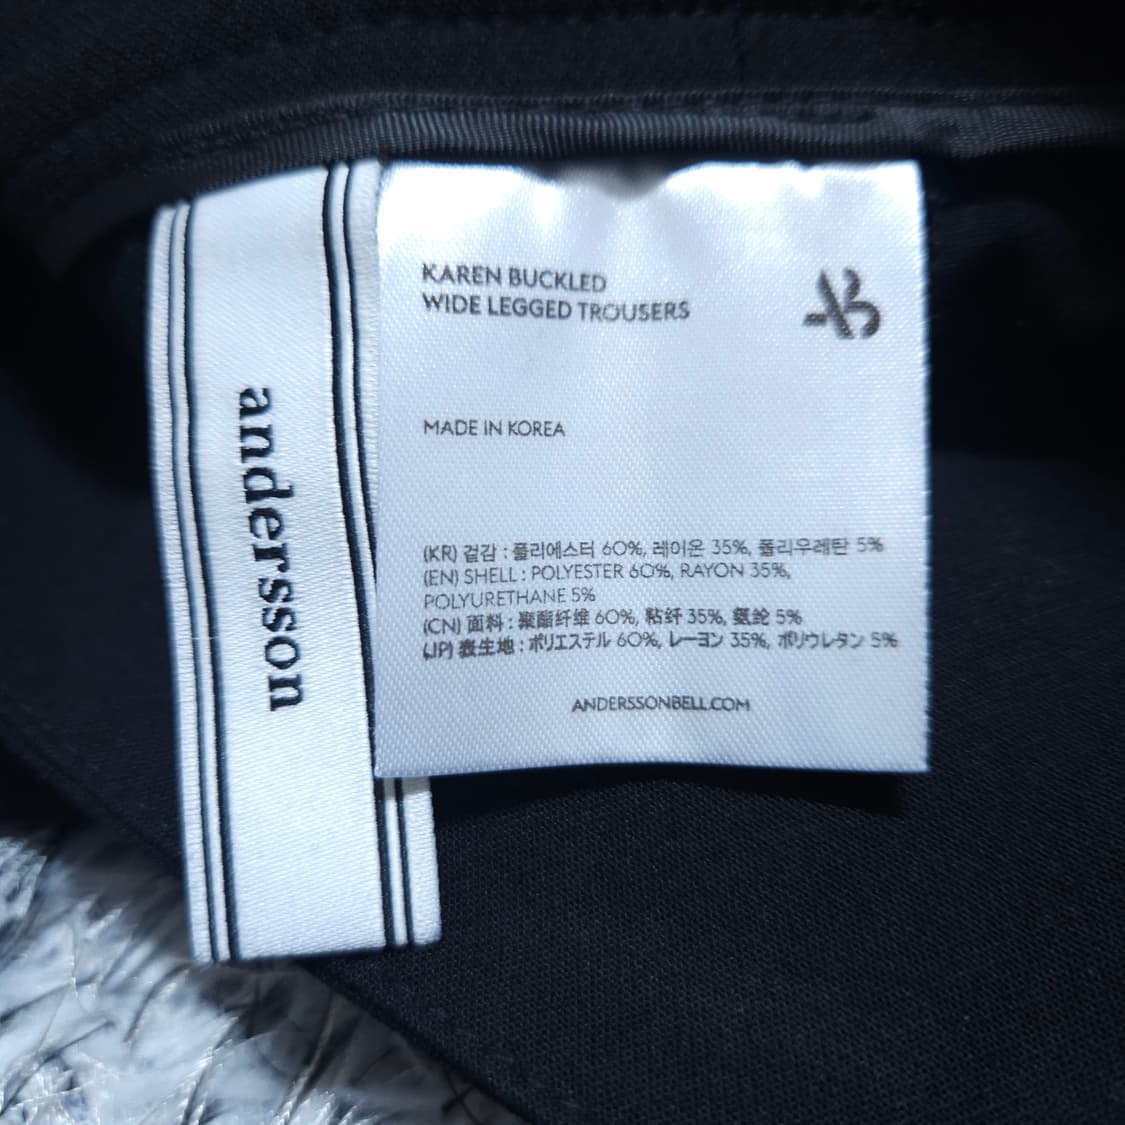 andersson
KAREN BUCKLED
WIDE LEGGED TROUSERS
AB
MADE IN KOREA
(KR) 겉감 : 폴리에스터 60%, 레이온 35%, 폴리우레탄 5%
(EN) SHELL : POLYESTER 60%, RAYON 35%,
POLYURETHANE 5%
(CN) 面料 : 聚酯纤维 60%, 粘纤 35%, 氨纶 5%
(JP) 表生地 : ポリエステル 60%, レーヨン 35%, ポリウレタン 5%
ANDERSSONBELL.COM